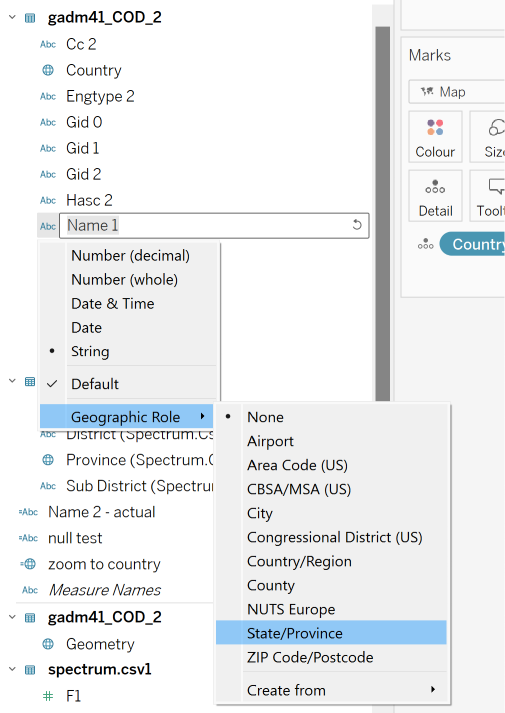 gadm41_COD_2
Abc Cc 2
Country
Abc Engtype 2
Abc Gid 0
Abc Gid 1
Abc Gid 2
Abc Hasc 2
Abc Name 1
Number (decimal)
Number (whole)
Date & Time
Date
String
Default
Geographic Role
Abc District (Spectrum.Cs
Province (Spectrum.C
Abc Sub District (Spectru
=Abc Name 2 - actual
=Abc null test
zoom to country
Abc Measure Names
gadm41_COD_2
Geometry
spectrum.csv1
# F1
None
Airport
Area Code (US)
CBSA/MSA (US)
City
Congressional District (US)
Country/Region
County
NUTS Europe
State/Province
ZIP Code/Postcode
Create from
Marks
Map
Colour
Siz
Detail
Toolt
Country